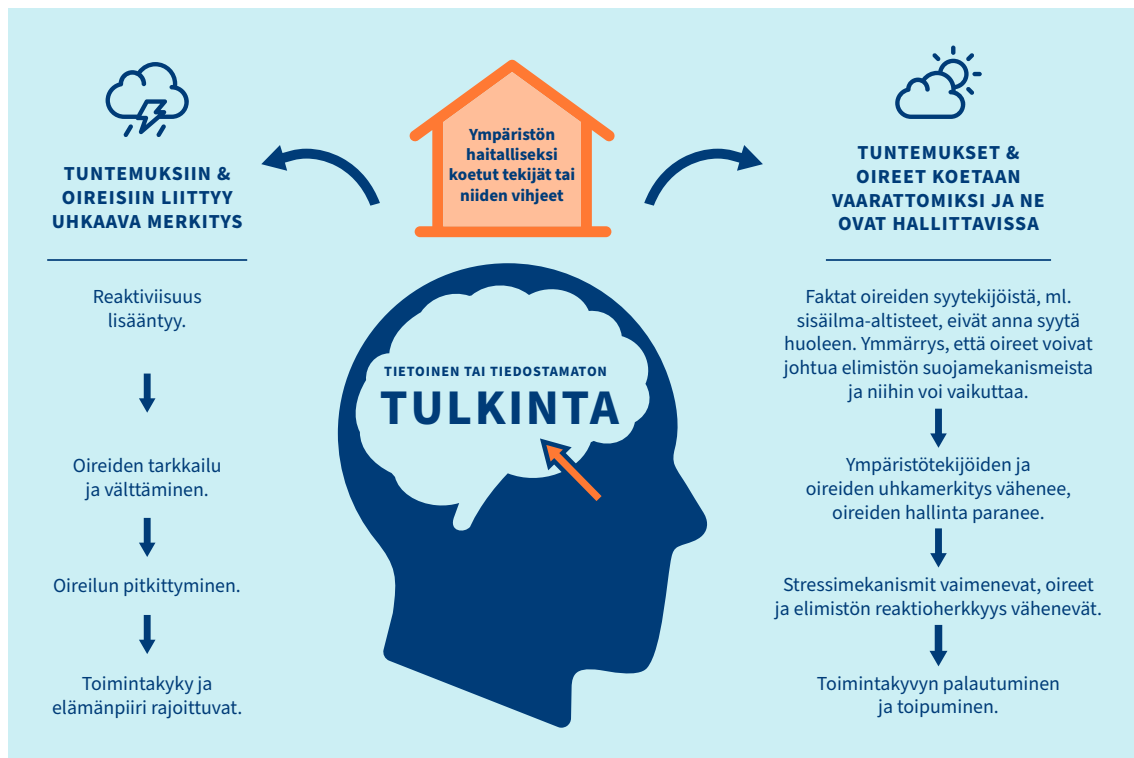 TUNTEMUKSIIN &
OIREISIIN LIITTYY
UHKAAVA MERKITYS
Reaktiviisuus
lisääntyy.
Oireiden tarkkailu
ja välttäminen.
Oireilun pitkittyminen.
Toimintakyky ja
elämänpiiri rajoittuvat.
Ympäristön
haitalliseksi
koetut tekijät tai
niiden vihjeet
TIETOINEN TAI TIEDOSTAMATON
TULKINTA
TUNTEMUKSET &
OIREET KOETAAN
VAARATTOMIKSI JA NE
OVAT HALLITTAVISSA
Faktat oireiden syytekijöistä, ml.
sisäilma-altisteet, eivät anna syytä
huoleen. Ymmärrys, että oireet voivat
johtua elimistön suojamekanismeista
ja niihin voi vaikuttaa.
Ympäristötekijöiden ja
oireiden uhkamerkitys vähenee,
oireiden hallinta paranee.
Stressimekanismit vaimenevat, oireet
ja elimistön reaktioherkkyys vähenevät.
Toimintakyvyn palautuminen
ja toipuminen.